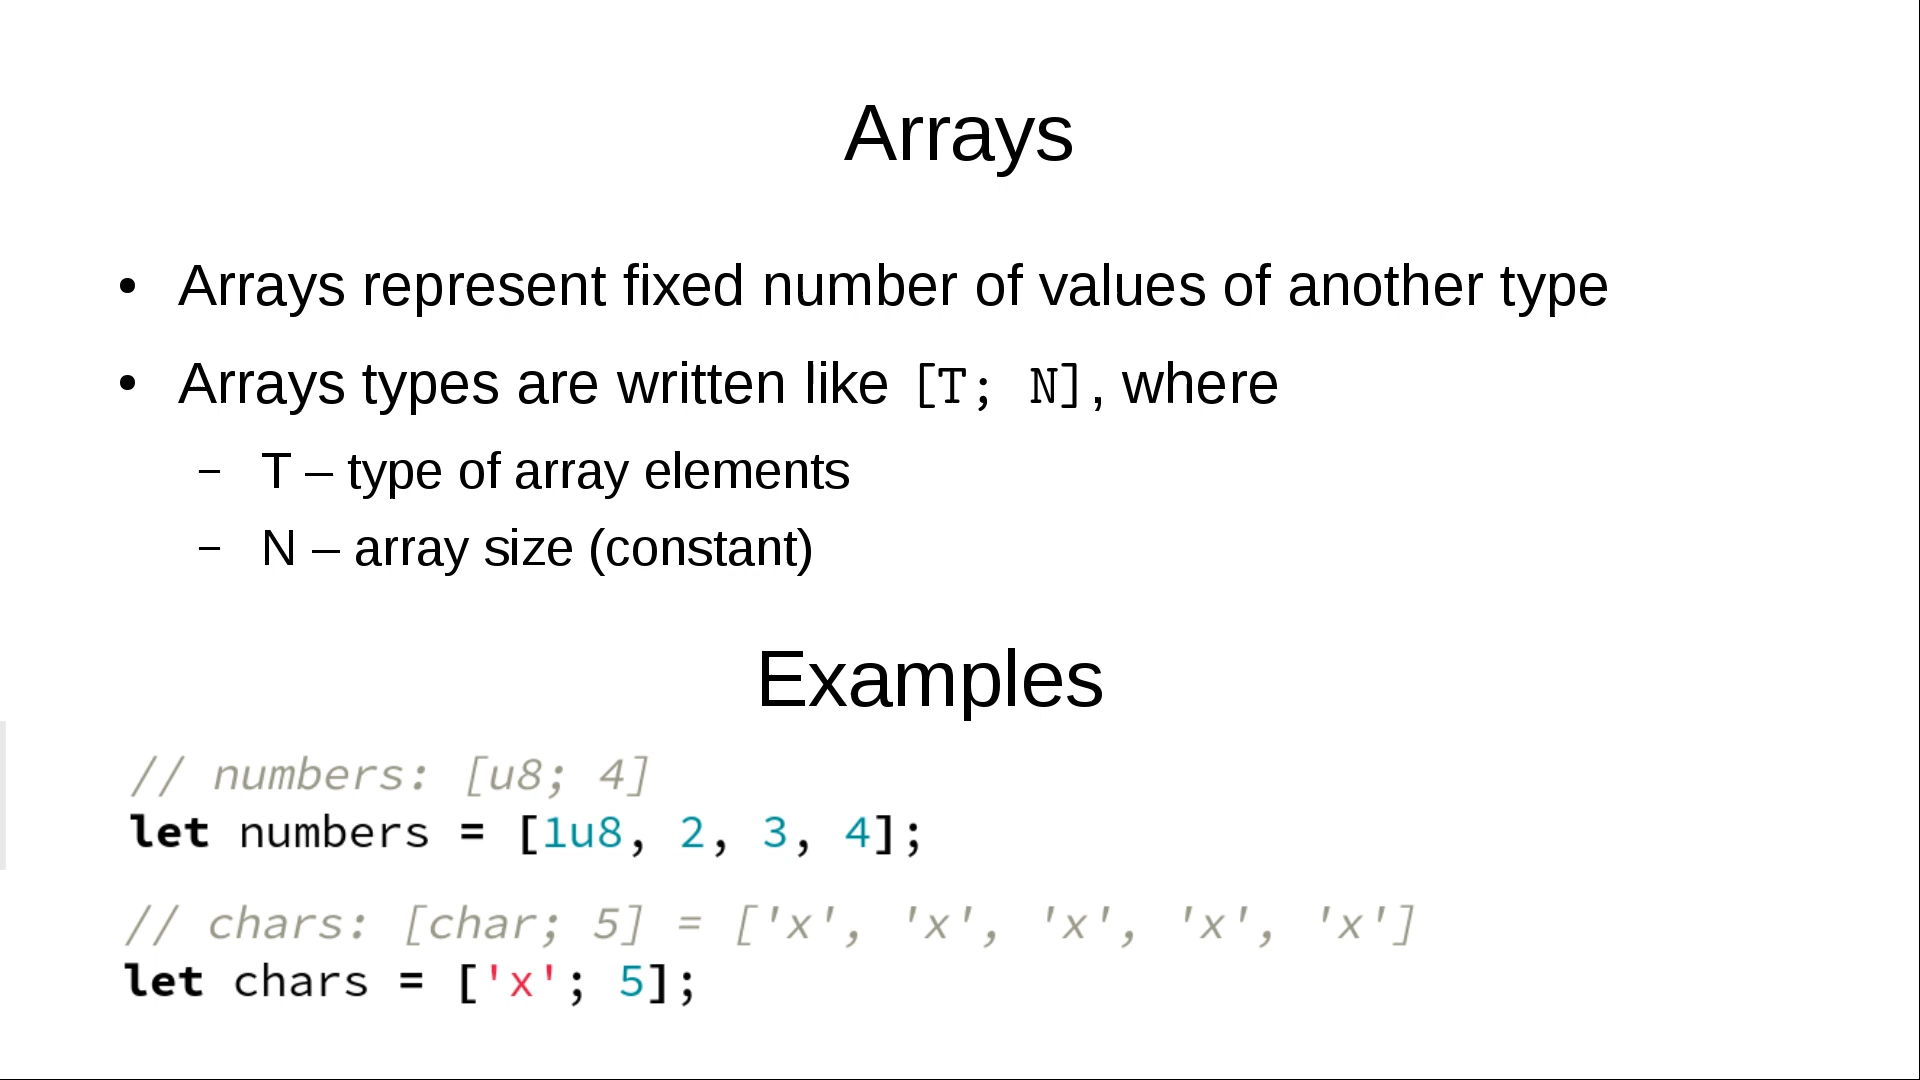 Arrays
• Arrays represent fixed number of values of another type
• Arrays types are written like [T; N], where
– T – type of array elements
– N – array size (constant)
Examples
// numbers: [u8; 4]
let numbers = [1u8, 2, 3, 4];
// chars: [char; 5] = ['x', 'x', 'x', 'x', 'x']
let chars = ['x'; 5];